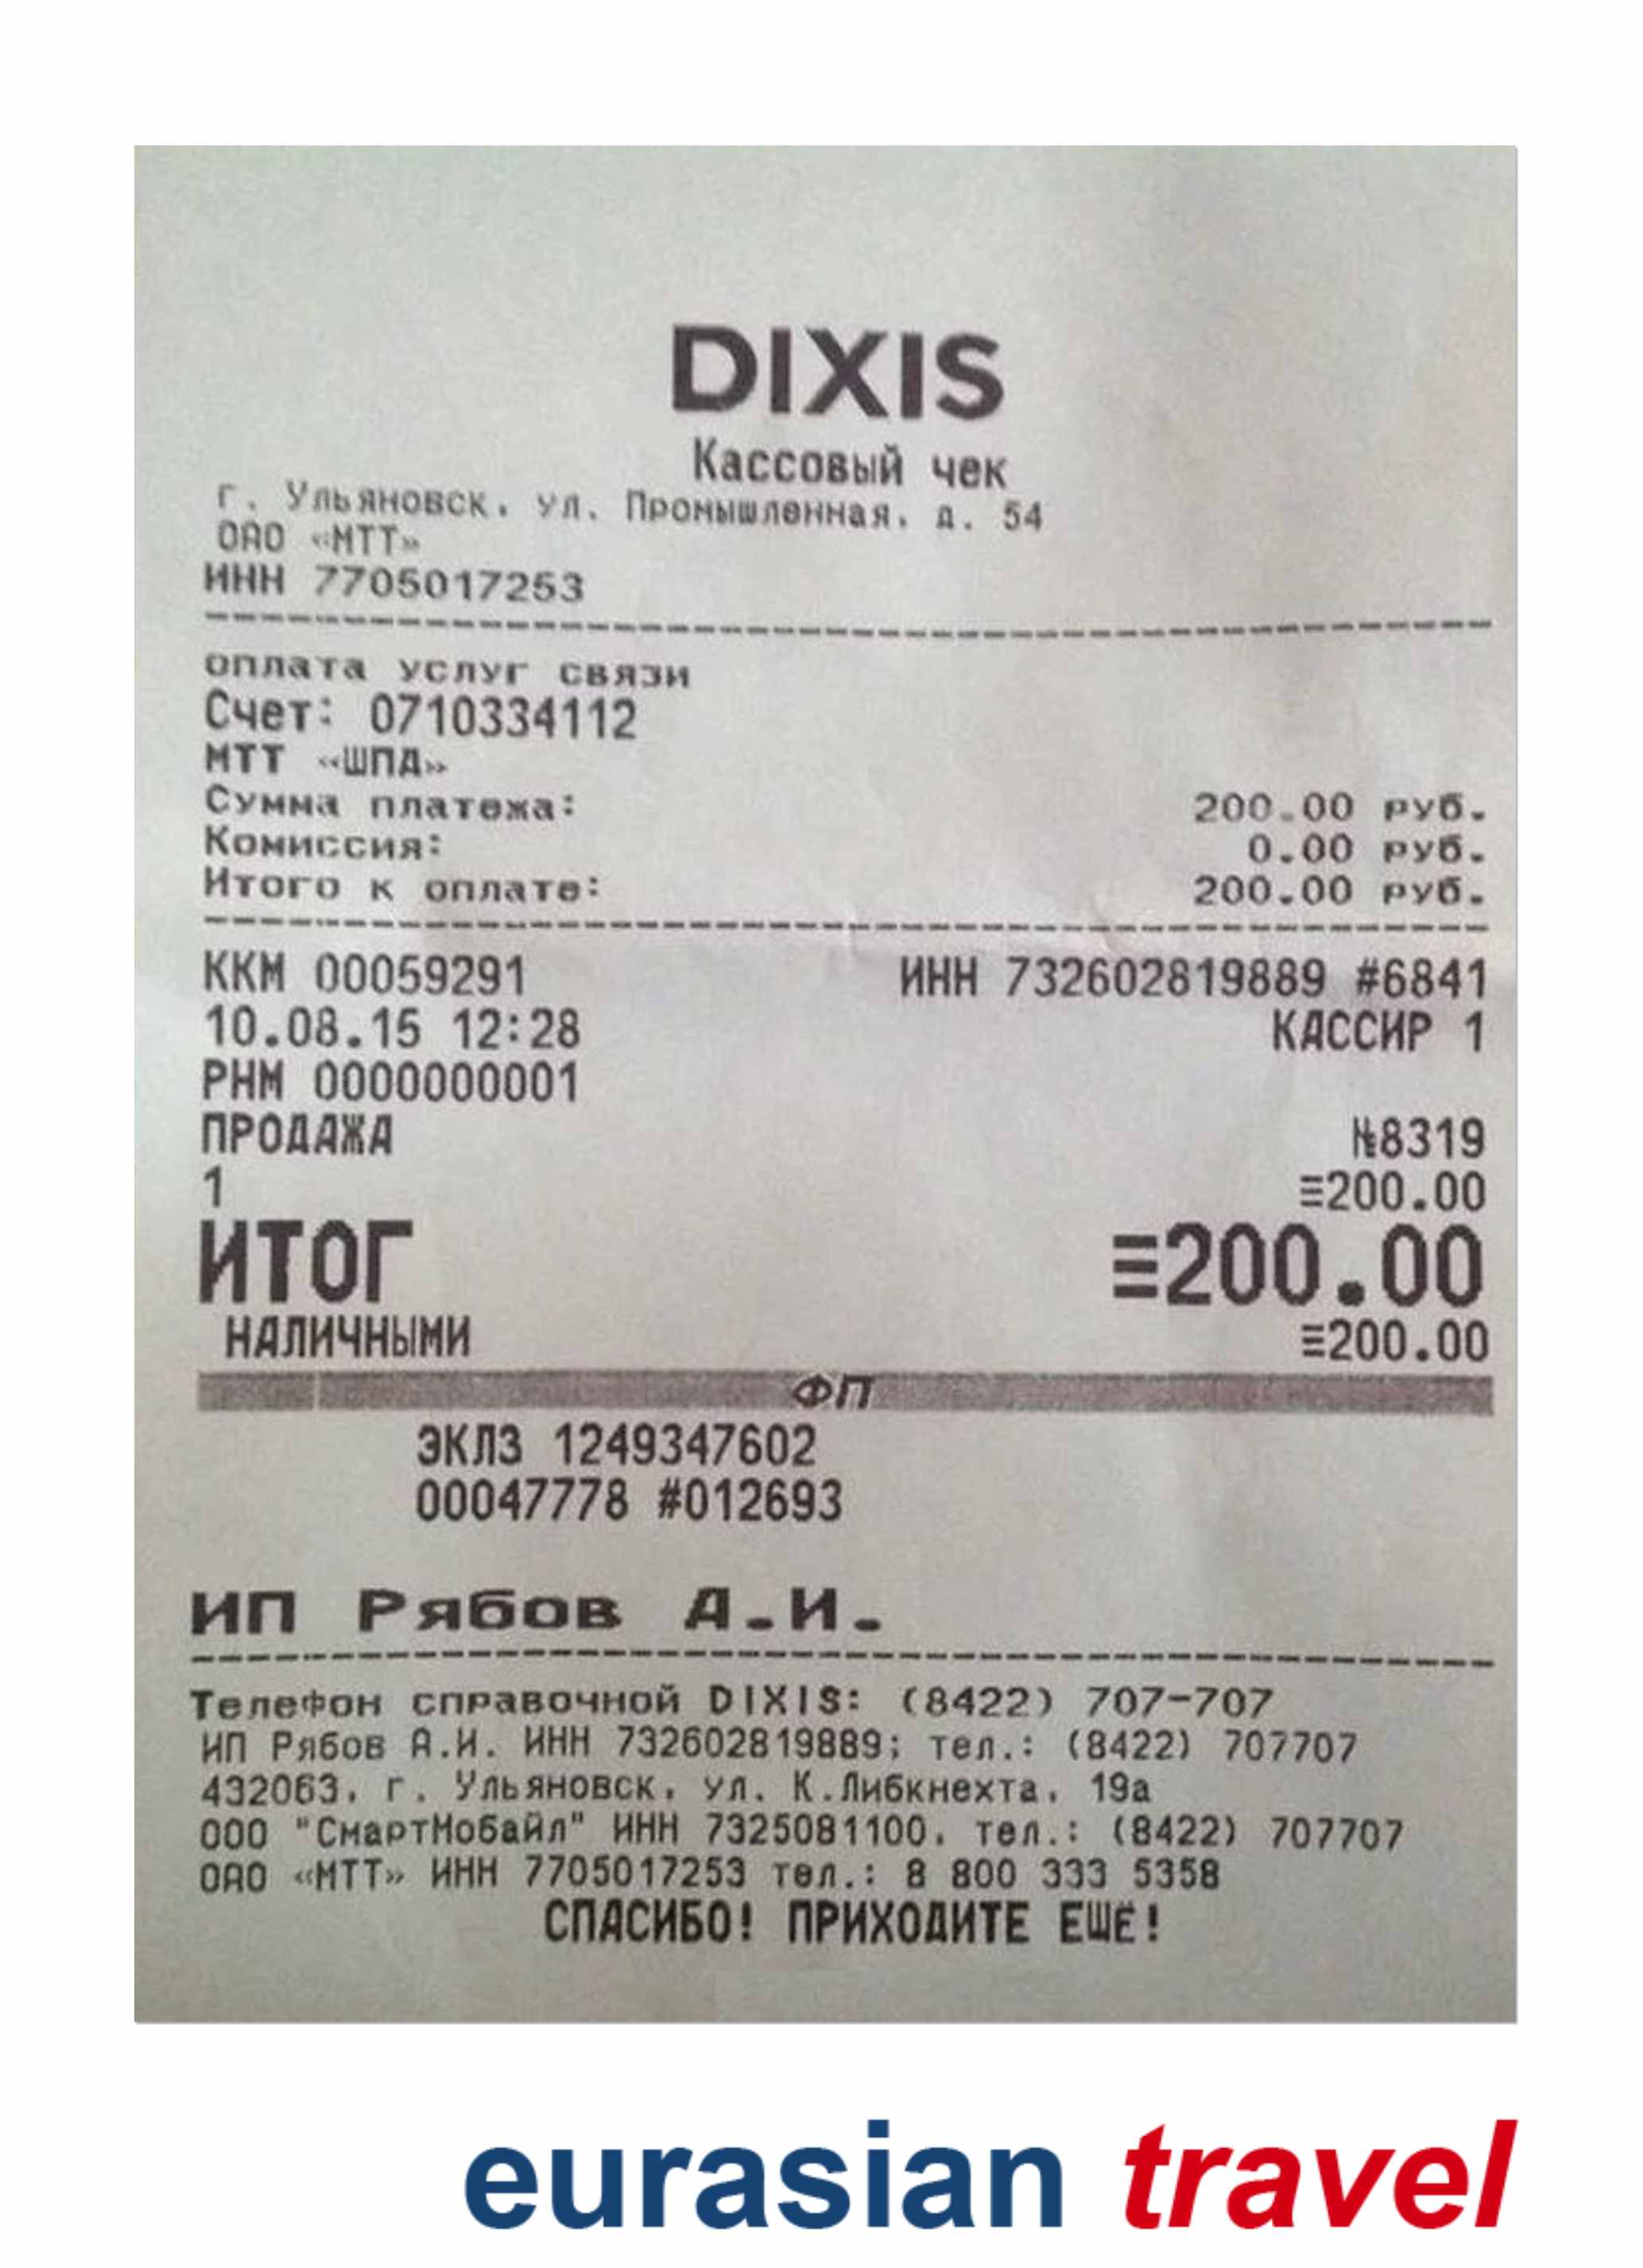 DIXIS
Кассовый чек
г. Ульяновск, ул. Промышленная, д. 54
ОАО «МТТ»
ИНН 7705017253
оплата услуг связи
Счет: 0710334112
МТТ «ШПД»
Сумма платежа: 200.00 руб.
Комиссия: 0.00 руб.
Итого к оплате: 200.00 руб.
ККМ 00059291 ИНН 732602819889 #6841
10.08.15 12:28 КАССИР 1
РНМ 0000000001
ПРОДАЖА №8319
1 ≡200.00
ИТОГ ≡200.00
НАЛИЧНЫМИ ≡200.00
ФП
ЭКЛЗ 1249347602
00047778 #012693
ИП Рябов А.И.
Телефон справочной DIXIS: (8422) 707-707
ИП Рябов А.И. ИНН 732602819889; тел.: (8422) 707707
432063, г. Ульяновск, ул. К.Либкнехта, 19а
ООО "СмартМобайл" ИНН 7325081100, тел.: (8422) 707707
ОАО «МТТ» ИНН 7705017253 тел.: 8 800 333 5358
СПАСИБО! ПРИХОДИТЕ ЕЩЁ!
eurasian travel